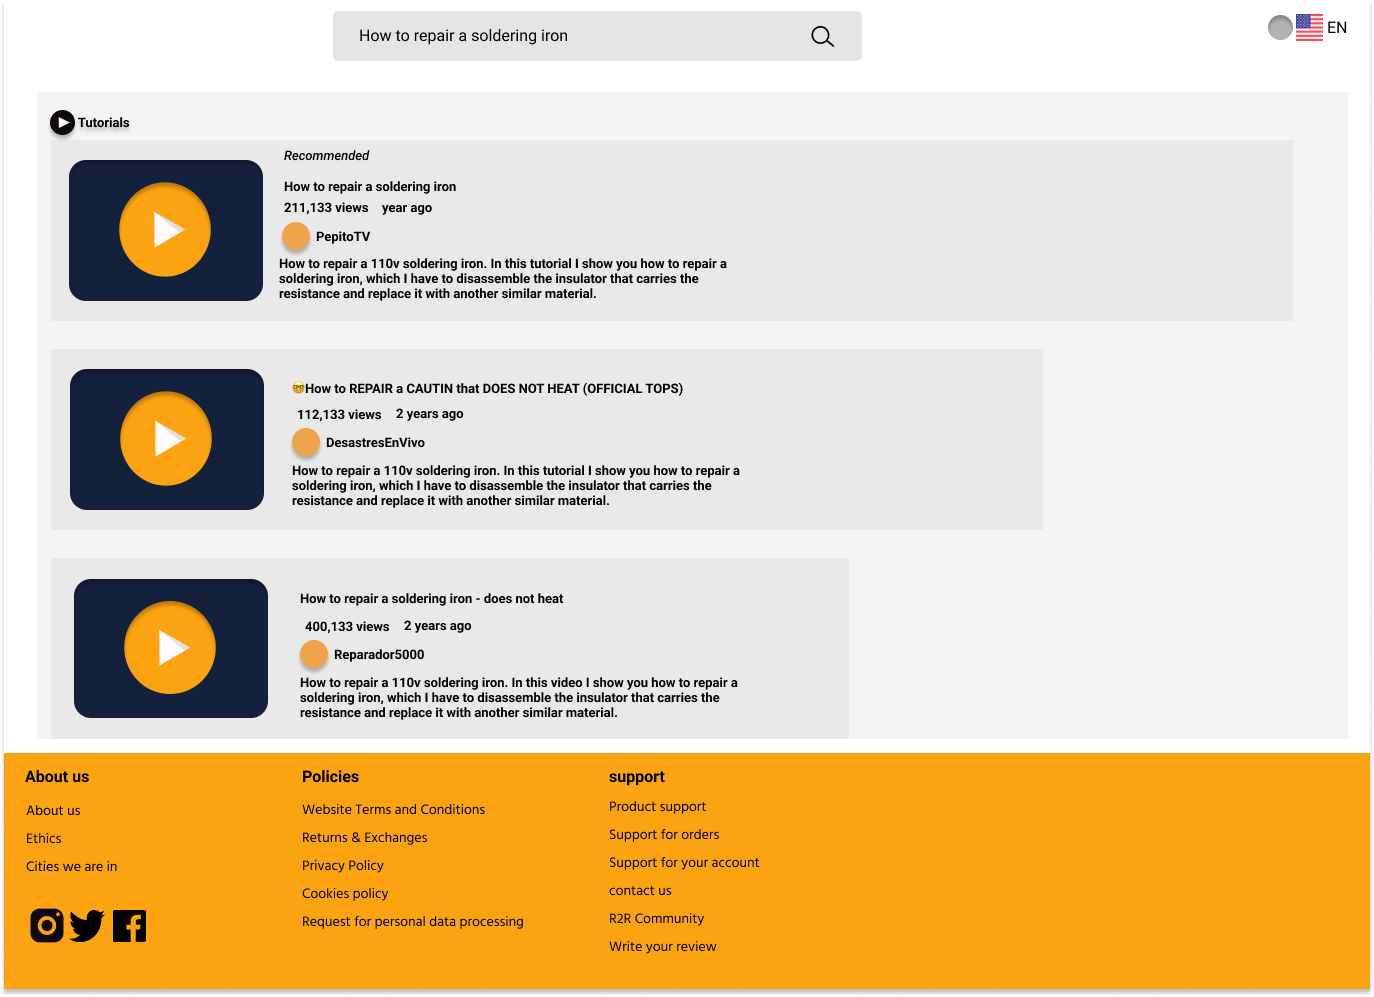 How to repair a soldering iron
EN
Tutorials
Recommended
How to repair a soldering iron
211,133 views year ago
PepitoTV
How to repair a 110v soldering iron. In this tutorial I show you how to repair a
soldering iron, which I have to disassemble the insulator that carries the
resistance and replace it with another similar material.
🤓How to REPAIR a CAUTIN that DOES NOT HEAT (OFFICIAL TOPS)
112,133 views 2 years ago
DesastresEnVivo
How to repair a 110v soldering iron. In this tutorial I show you how to repair a
soldering iron, which I have to disassemble the insulator that carries the
resistance and replace it with another similar material.
How to repair a soldering iron - does not heat
400,133 views 2 years ago
Reparador5000
How to repair a 110v soldering iron. In this video I show you how to repair a
soldering iron, which I have to disassemble the insulator that carries the
resistance and replace it with another similar material.
About us
About us
Ethics
Cities we are in
Policies
Website Terms and Conditions
Returns & Exchanges
Privacy Policy
Cookies policy
Request for personal data processing
support
Product support
Support for orders
Support for your account
contact us
R2R Community
Write your review